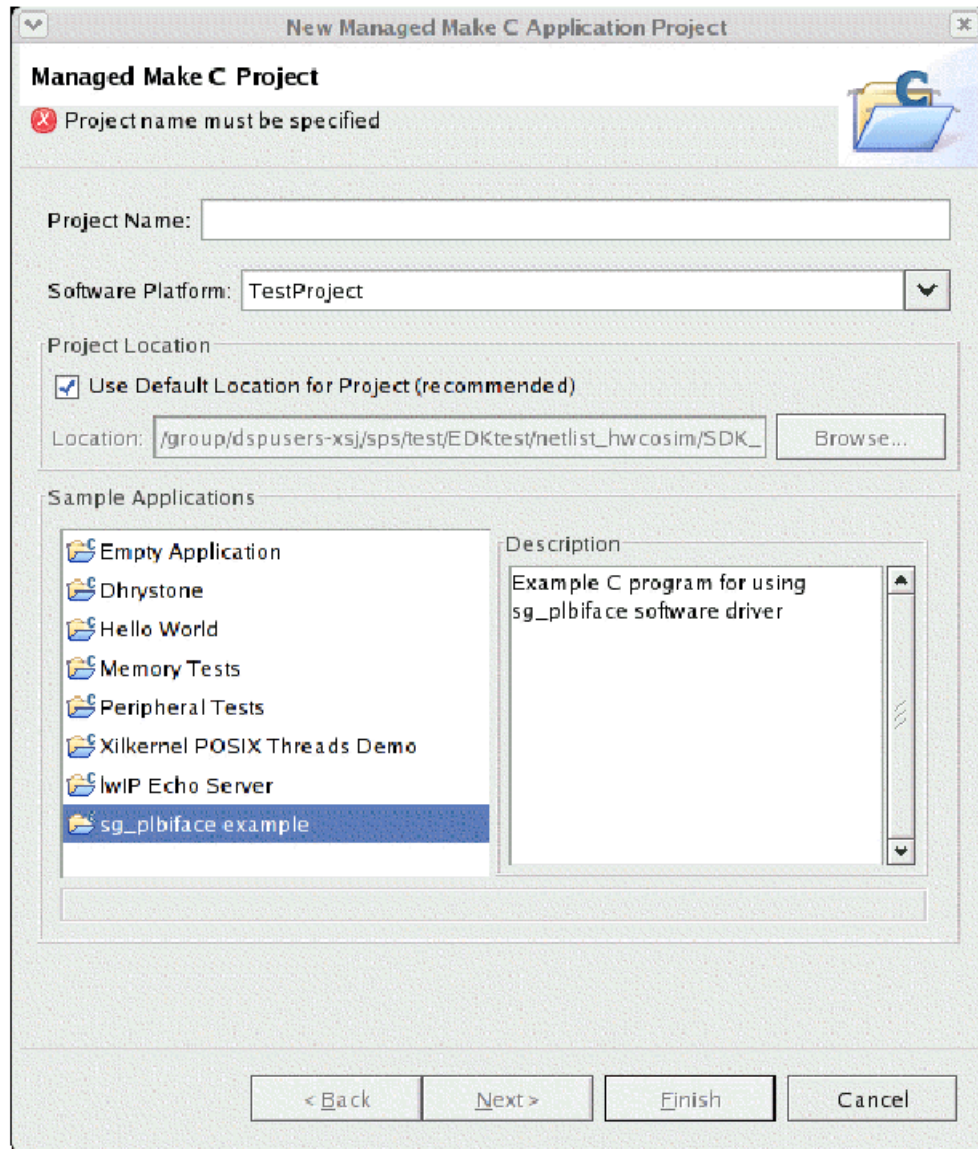 New Managed Make C Application Project
Managed Make C Project
Project name must be specified
Project Name:
Software Platform: TestProject
Project Location
Use Default Location for Project (recommended)
Location: /group/dspusers-xsj/sps/test/EDKtest/netlist_hwcosim/SDK_ Browse...
Sample Applications
Empty Application
Dhrystone
Hello World
Memory Tests
Peripheral Tests
Xilkernel POSIX Threads Demo
lwIP Echo Server
sg_plbiface example
Description
Example C program for using
sg_plbiface software driver
< Back Next > Finish Cancel